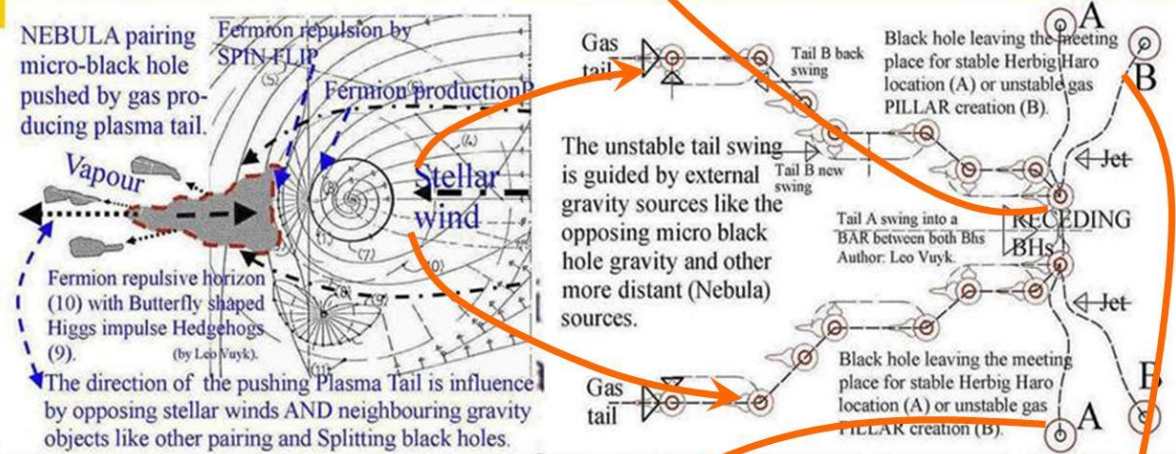 NEBULA pairing
micro-black hole
pushed by gas pro-
ducing plasma tail.
Fermion repulsion by
SPIN-FLIP
Fermion production
(5)
(4)
Vapour
Stellar
wind
(1)
(7)
(9)
Fermion repulsive horizon
(10) with Butterfly shaped
Higgs impulse Hedgehogs
(9). (by Leo Vuyk).
The direction of the pushing Plasma Tail is influence
by opposing stellar winds AND neighbouring gravity
objects like other pairing and Splitting black holes.
Gas
tail
Tail B back
swing
Black hole leaving the meeting
place for stable Herbig Haro
location (A) or unstable gas
PILLAR creation (B).
A
B
The unstable tail swing
is guided by external
gravity sources like the
opposing micro black
hole gravity and other
more distant (Nebula)
sources.
Tail B new
swing
Jet
Tail A swing into a
BAR between both Bhs
Author: Leo Vuyk.
RECEDING
BHs
Jet
Black hole leaving the meeting
place for stable Herbig Haro
location (A) or unstable gas
PILLAR creation (B).
Gas
tail
B
A